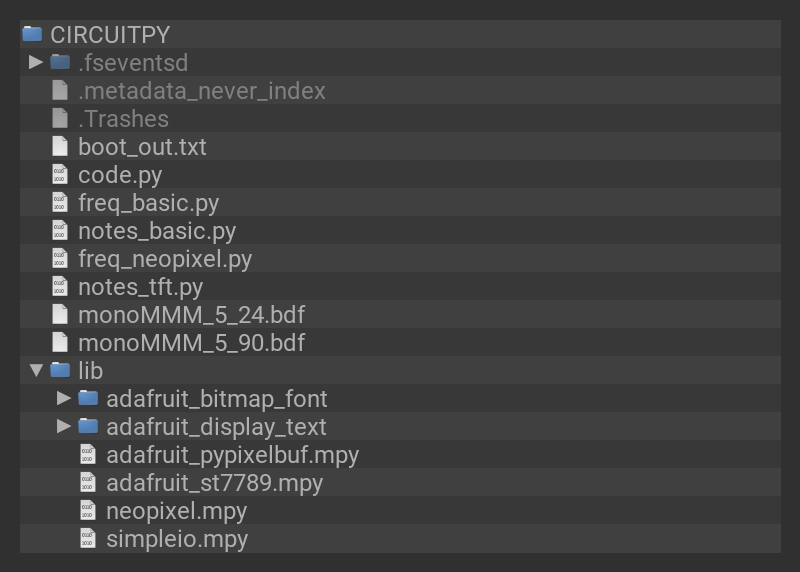 CIRCUITPY
.fseventsd
.metadata_never_index
.Trashes
boot_out.txt
code.py
freq_basic.py
notes_basic.py
freq_neopixel.py
notes_tft.py
monoMMM_5_24.bdf
monoMMM_5_90.bdf
lib
adafruit_bitmap_font
adafruit_display_text
adafruit_pypixelbuf.mpy
adafruit_st7789.mpy
neopixel.mpy
simpleio.mpy